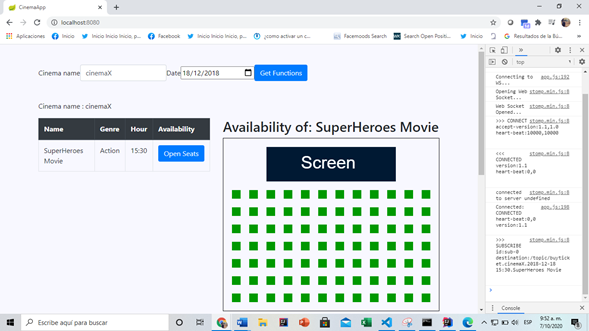 CinemaApp
localhost:8080
Aplicaciones
Inicio
Inicio Inicio Inicio, p...
Facebook
Inicio Inicio Inicio, p...
¿como activar un c...
Facemoods Search
Search Open Positi...
Inicio
Resultados de la Bú...
Cinema name cinemaX Date 18/12/2018 Get Functions
Cinema name : cinemaX
Name Genre Hour Availability
SuperHeroes Movie Action 15:30 Open Seats
Availability of: SuperHeroes Movie
Screen
top
Connecting to WS... app.js:192
Opening Web Socket... stomp.min.js:8
Web Socket Opened... stomp.min.js:8
>>> CONNECT stomp.min.js:8
accept-version:1.1,1.0
heart-beat:10000,10000
<<< stomp.min.js:8
CONNECTED
version:1.1
heart-beat:0,0
connected to server undefined stomp.min.js:8
Connected: app.js:198
CONNECTED
heart-beat:0,0
version:1.1
>>> stomp.min.js:8
SUBSCRIBE
id:sub-0
destination:/topic/buyticket.cinemaX.2018-12-18 15:30.SuperHeroes Movie
Console
Escribe aquí para buscar
ESP
9:52 a. m.
7/10/2020